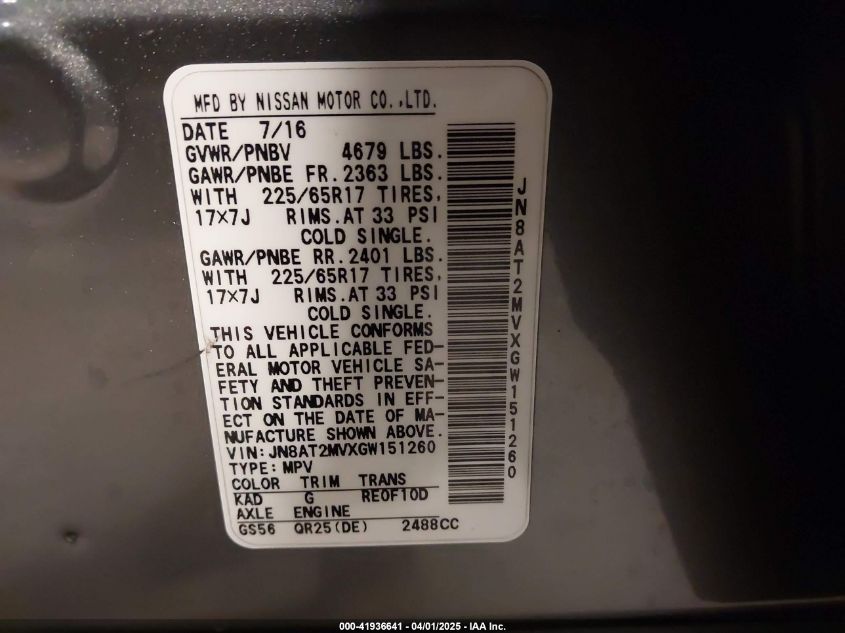 MFD BY NISSAN MOTOR CO.,LTD.
DATE 7/16
GVWR/PNBV 4679 LBS.
GAWR/PNBE FR. 2363 LBS.
WITH 225/65R17 TIRES,
17×7J RIMS. AT 33 PSI
COLD SINGLE.
GAWR/PNBE RR. 2401 LBS.
WITH 225/65R17 TIRES,
17×7J RIMS. AT 33 PSI
COLD SINGLE.
THIS VEHICLE CONFORMS
TO ALL APPLICABLE FED-
ERAL MOTOR VEHICLE SA-
FETY AND THEFT PREVEN-
TION STANDARDS IN EFF-
ECT ON THE DATE OF MA-
NUFACTURE SHOWN ABOVE.
VIN: JN8AT2MVXGW151260
TYPE: MPV
COLOR TRIM TRANS
KAD G RE0F10D
AXLE ENGINE
GS56 QR25(DE) 2488CC
JN8AT2MVXGW151260
000-41936641 - 04/01/2025 - IAA Inc.